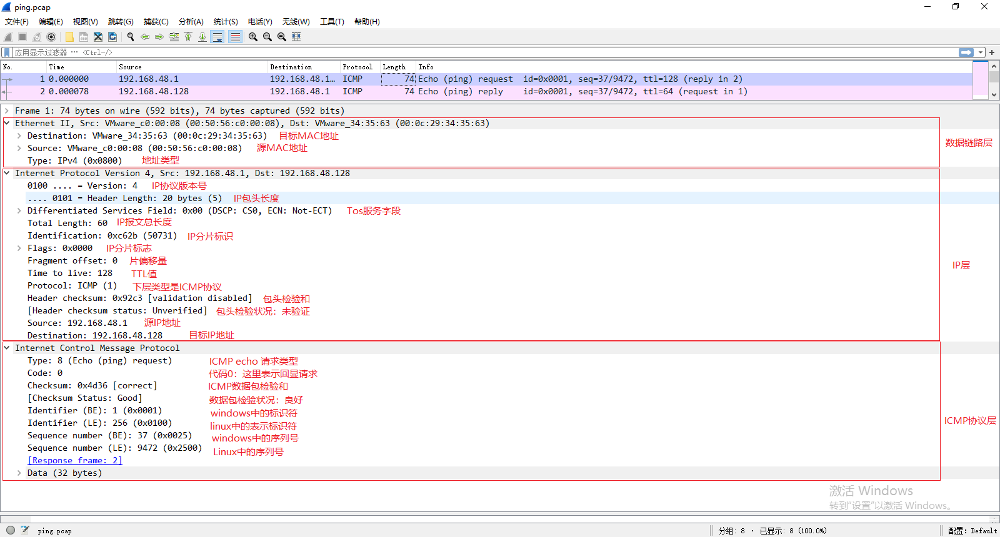 ping.pcap
文件(F) 编辑(E) 视图(V) 跳转(G) 捕获(C) 分析(A) 统计(S) 电话(Y) 无线(W) 工具(T) 帮助(H)
应用显示过滤器 … <Ctrl-/>
No. Time Source Destination Protocol Length Info
1 0.000000 192.168.48.1 192.168.48.1… ICMP 74 Echo (ping) request id=0x0001, seq=37/9472, ttl=128 (reply in 2)
2 0.000078 192.168.48.128 192.168.48.1 ICMP 74 Echo (ping) reply id=0x0001, seq=37/9472, ttl=64 (request in 1)
Frame 1: 74 bytes on wire (592 bits), 74 bytes captured (592 bits)
Ethernet II, Src: VMware_c0:00:08 (00:50:56:c0:00:08), Dst: VMware_34:35:63 (00:0c:29:34:35:63)
Destination: VMware_34:35:63 (00:0c:29:34:35:63) 目标MAC地址
数据链路层
Source: VMware_c0:00:08 (00:50:56:c0:00:08) 源MAC地址
Type: IPv4 (0x0800) 地址类型
Internet Protocol Version 4, Src: 192.168.48.1, Dst: 192.168.48.128
0100 .... = Version: 4 IP协议版本号
.... 0101 = Header Length: 20 bytes (5) IP包头长度
Differentiated Services Field: 0x00 (DSCP: CS0, ECN: Not-ECT) Tos服务字段
Total Length: 60 IP报文总长度
Identification: 0xc62b (50731) IP分片标识
Flags: 0x0000 IP分片标志
Fragment offset: 0 片偏移量
IP层
Time to live: 128 TTL值
Protocol: ICMP (1) 下层类型是ICMP协议
Header checksum: 0x92c3 [validation disabled] 包头检验和
[Header checksum status: Unverified] 包头检验状况：未验证
Source: 192.168.48.1 源IP地址
Destination: 192.168.48.128 目标IP地址
Internet Control Message Protocol
Type: 8 (Echo (ping) request) ICMP echo 请求类型
Code: 0 代码0：这里表示回显请求
Checksum: 0x4d36 [correct] ICMP数据包检验和
[Checksum Status: Good] 数据包检验状况：良好
Identifier (BE): 1 (0x0001) windows中的标识符
Identifier (LE): 256 (0x0100) linux中的表示标识符
ICMP协议层
Sequence number (BE): 37 (0x0025) windows中的序列号
Sequence number (LE): 9472 (0x2500) Linux中的序列号
[Response frame: 2]
Data (32 bytes)
激活 Windows
转到"设置"以激活 Windows。
ping.pcap 分组: 8 · 已显示: 8 (100.0%) 配置: Default